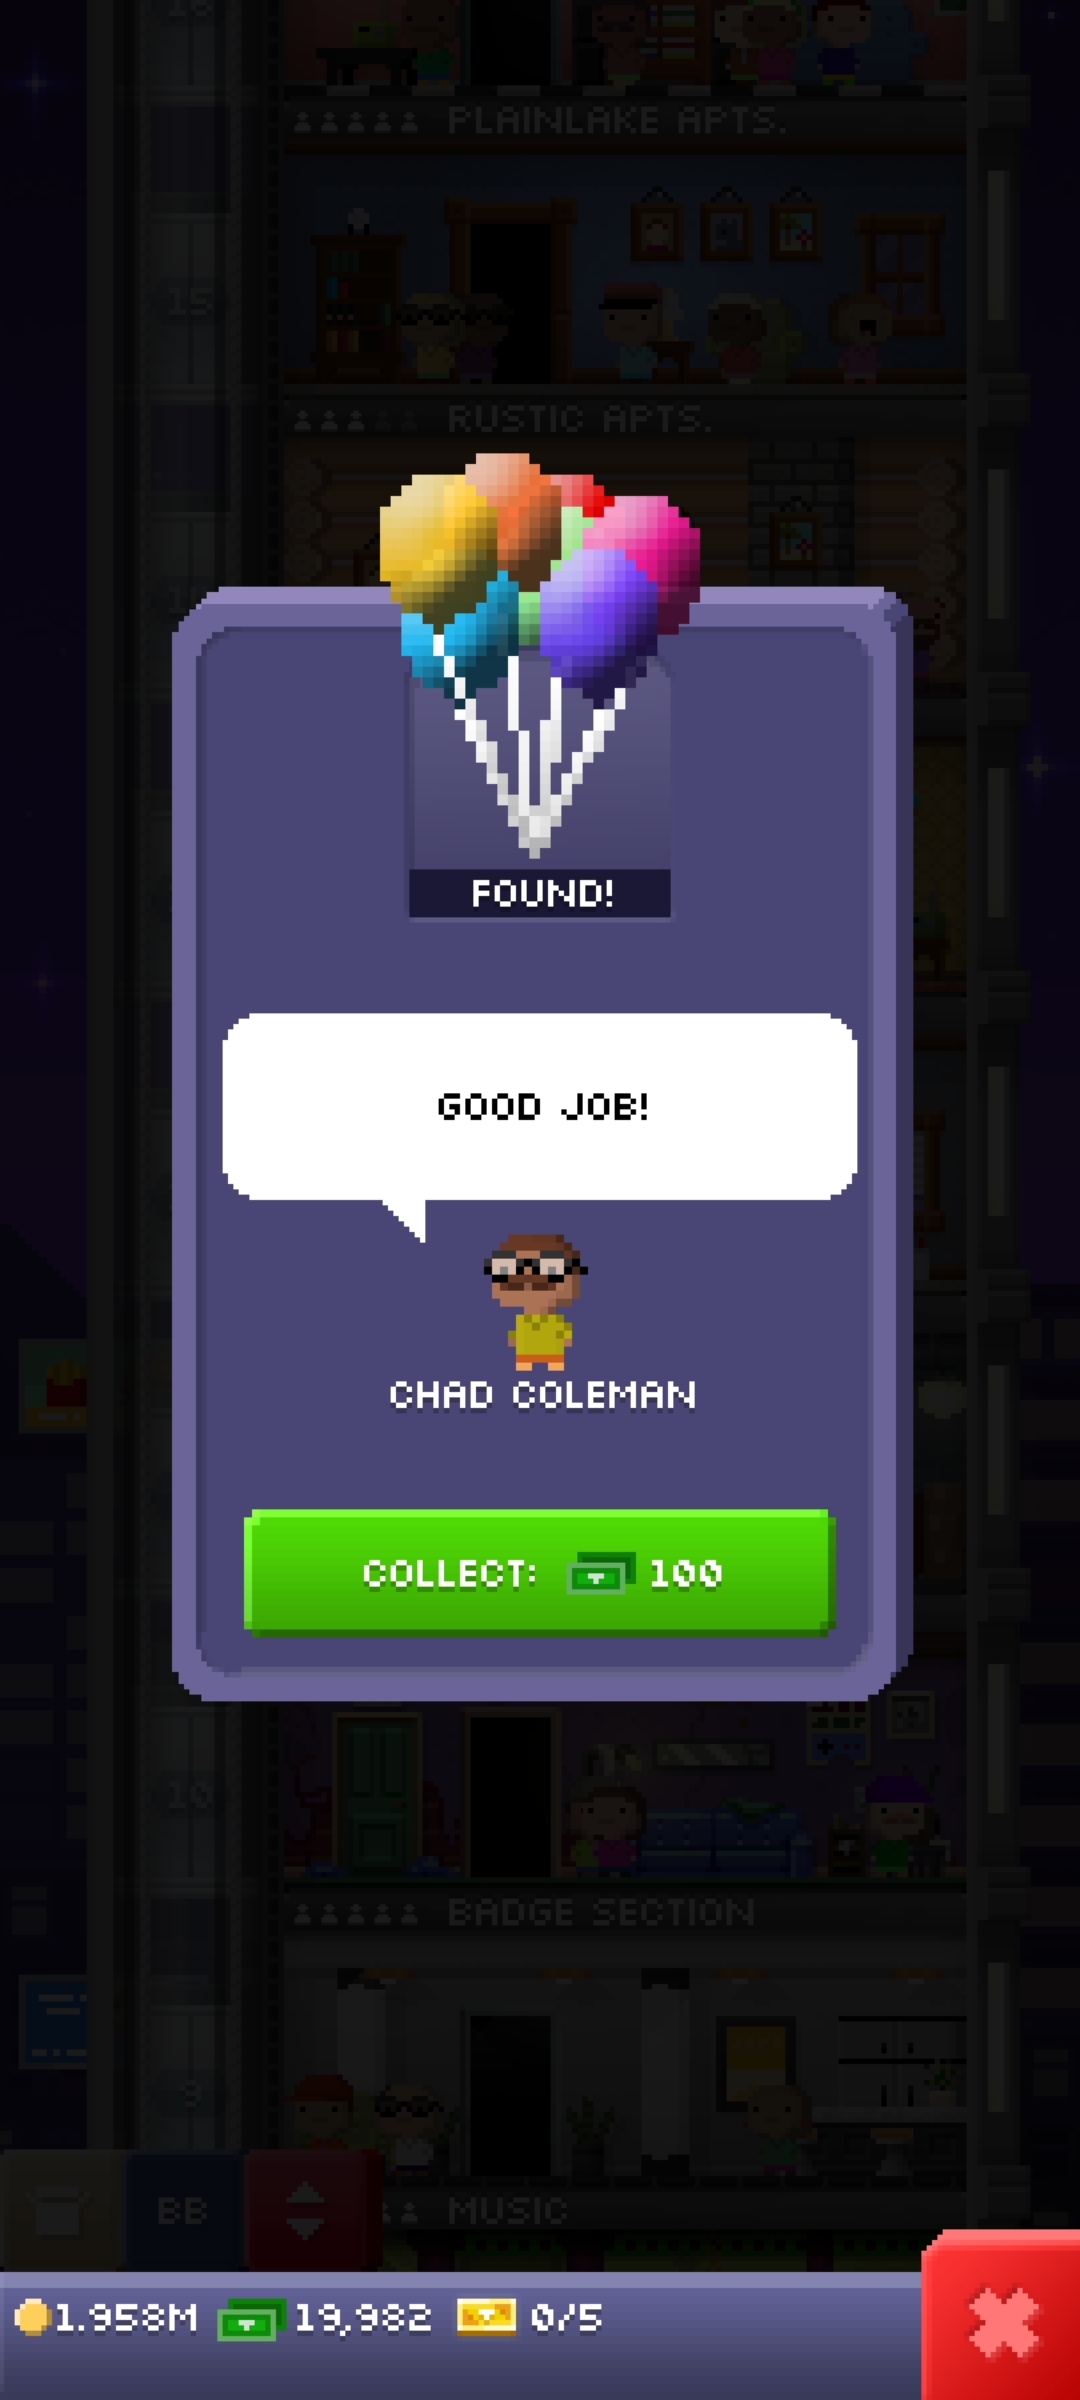 PLAINLAKE APTS.
15
RUSTIC APTS.
FOUND!
GOOD JOB!
CHAD COLEMAN
COLLECT: 100
10
BADGE SECTION
9
BB
MUSIC
1.958M 19,982 0/5